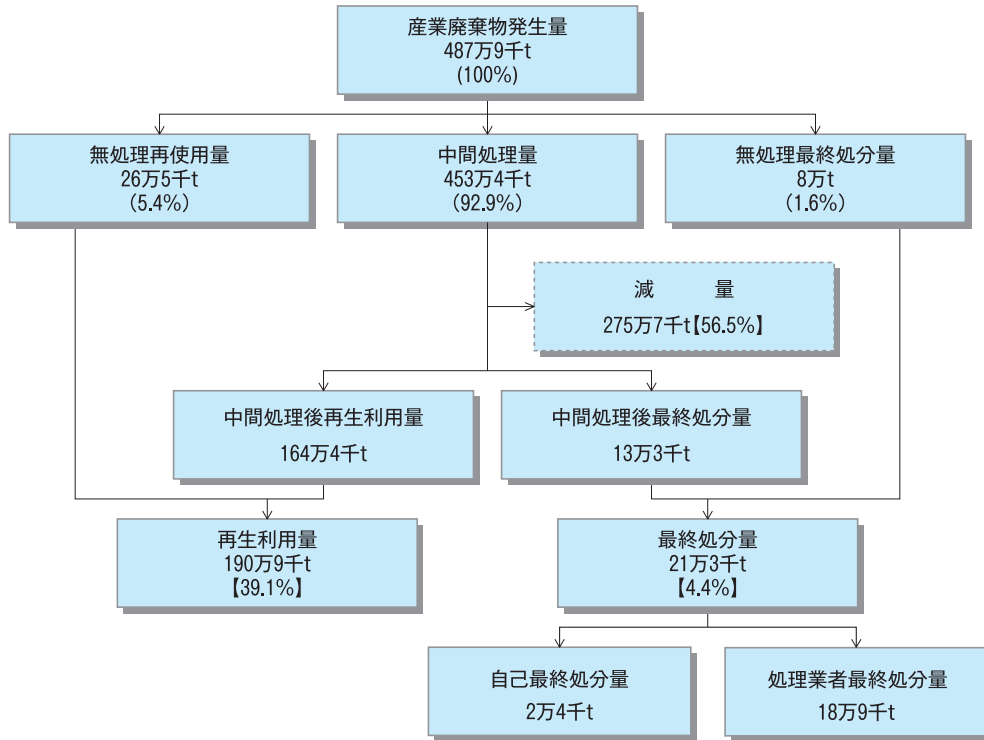 産業廃棄物発生量
487万9千t
(100%)
無処理再使用量
26万5千t
(5.4%)
中間処理量
453万4千t
(92.9%)
無処理最終処分量
8万t
(1.6%)
減　　量
275万7千t【56.5%】
中間処理後再生利用量
164万4千t
中間処理後最終処分量
13万3千t
再生利用量
190万9千t
【39.1%】
最終処分量
21万3千t
【4.4%】
自己最終処分量
2万4千t
処理業者最終処分量
18万9千t